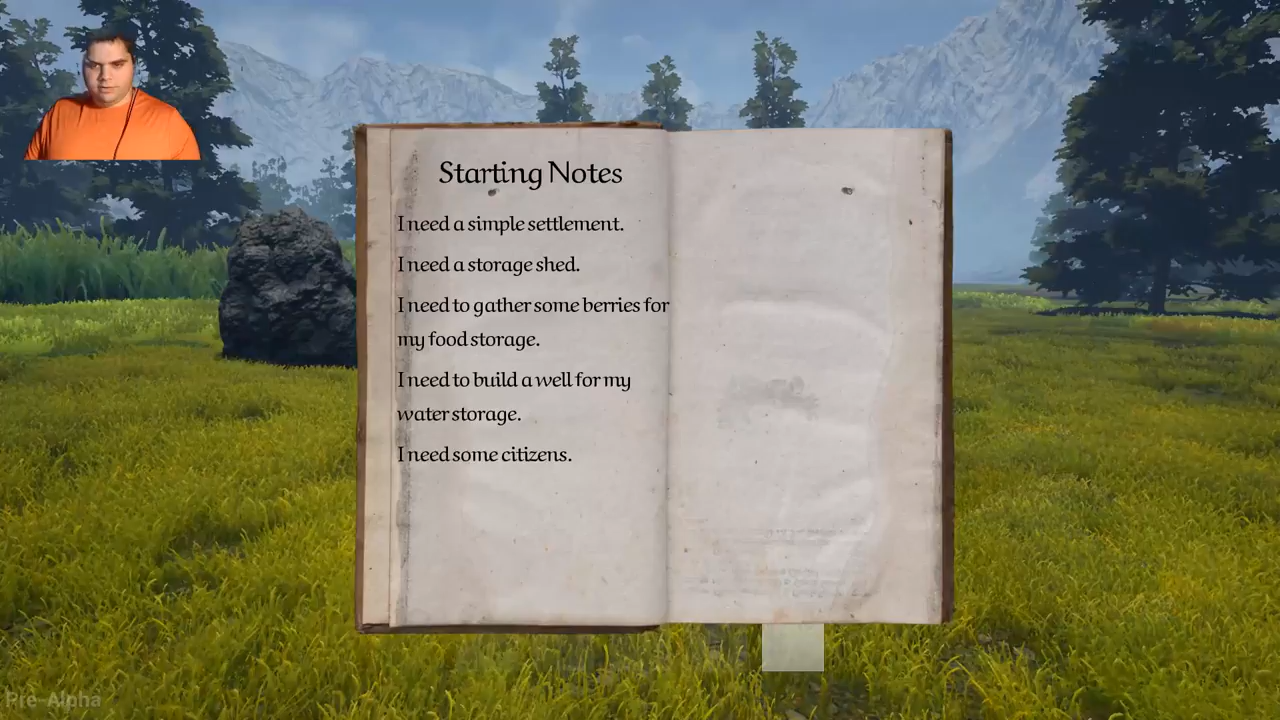 Starting Notes
I need a simple settlement.
I need a storage shed.
I need to gather some berries for
my food storage.
I need to build a well for my
water storage.
I need some citizens.
Pre-Alpha